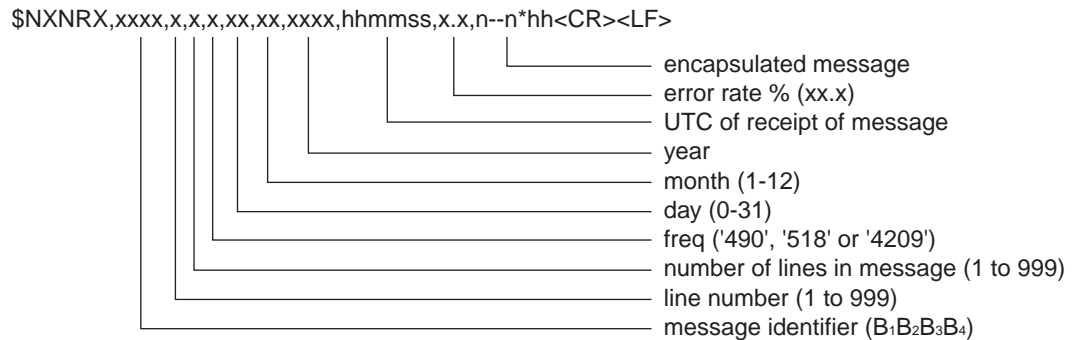 $NXNRX,xxxx,x,x,x,xx,xx,xxxx,hhmmss,x.x,n--n*hh<CR><LF>
encapsulated message
error rate % (xx.x)
UTC of receipt of message
year
month (1-12)
day (0-31)
freq ('490', '518' or '4209')
number of lines in message (1 to 999)
line number (1 to 999)
message identifier (B₁B₂B₃B₄)